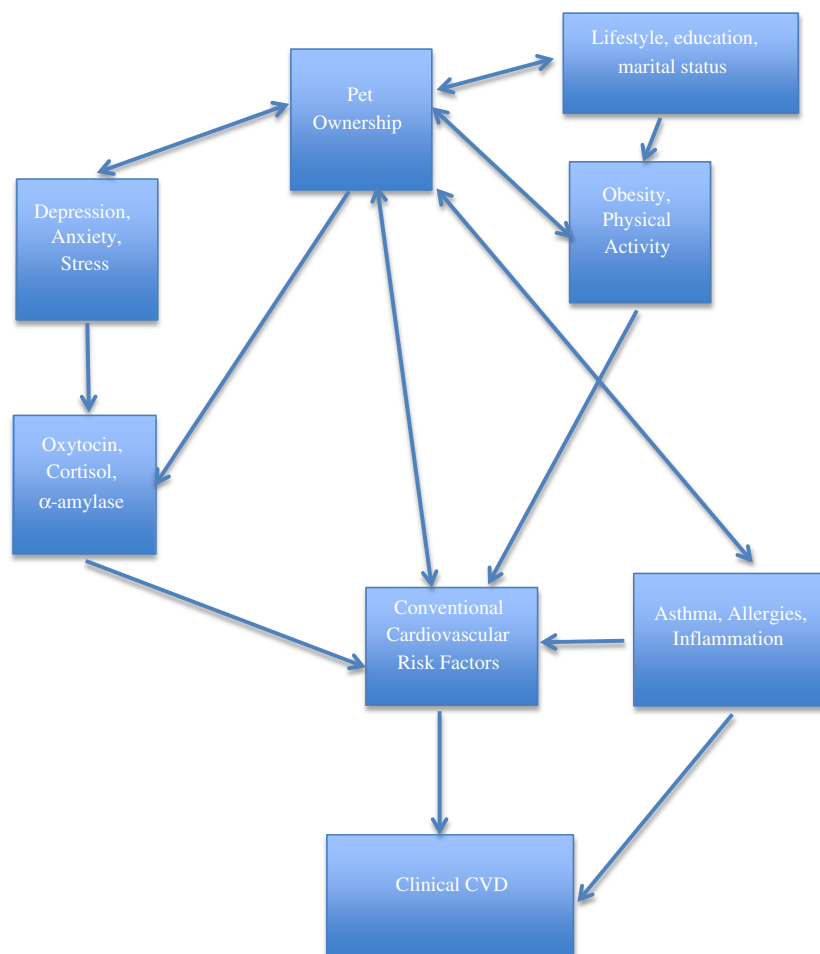 Lifestyle, education,
marital status
Pet
Ownership
Depression,
Anxiety,
Stress
Obesity,
Physical
Activity
Oxytocin,
Cortisol,
α-amylase
Conventional
Cardiovascular
Risk Factors
Asthma, Allergies,
Inflammation
Clinical CVD